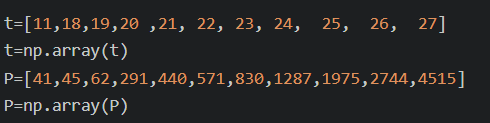 t=[11,18,19,20 ,21, 22, 23, 24,  25,  26,  27]
t=np.array(t)
P=[41,45,62,291,440,571,830,1287,1975,2744,4515]
P=np.array(P)